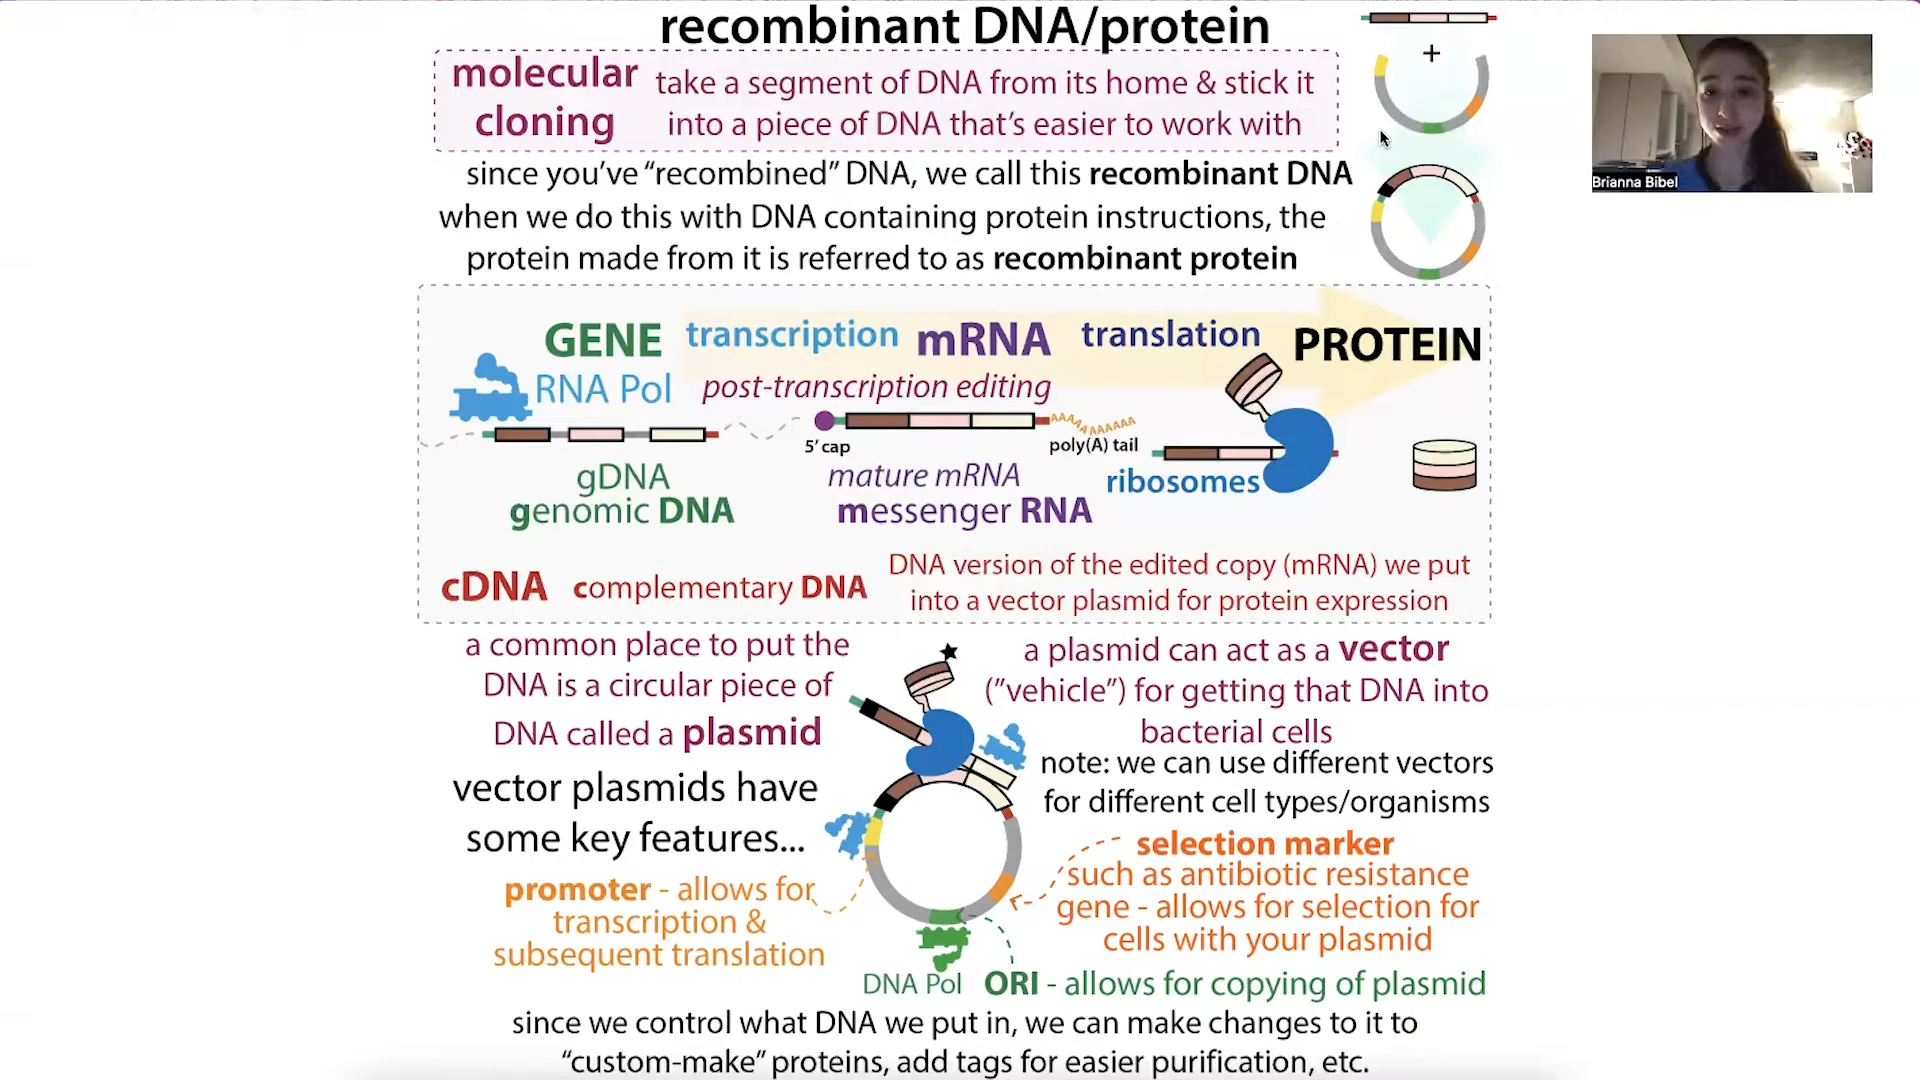 recombinant DNA/protein
molecular cloning
take a segment of DNA from its home & stick it
into a piece of DNA that's easier to work with
+
since you've “recombined” DNA, we call this recombinant DNA
when we do this with DNA containing protein instructions, the
protein made from it is referred to as recombinant protein
Brianna Bibel
GENE transcription mRNA translation PROTEIN
RNA Pol post-transcription editing
5' cap
AAAAAAAAAAA
poly(A) tail
gDNA
genomic DNA
mature mRNA
messenger RNA
ribosomes
cDNA complementary DNA
DNA version of the edited copy (mRNA) we put
into a vector plasmid for protein expression
a common place to put the
DNA is a circular piece of
DNA called a plasmid
a plasmid can act as a vector
(”vehicle”) for getting that DNA into
bacterial cells
note: we can use different vectors
for different cell types/organisms
vector plasmids have
some key features...
promoter - allows for
transcription &
subsequent translation
selection marker
such as antibiotic resistance
gene - allows for selection for
cells with your plasmid
DNA Pol ORI - allows for copying of plasmid
since we control what DNA we put in, we can make changes to it to
“custom-make” proteins, add tags for easier purification, etc.